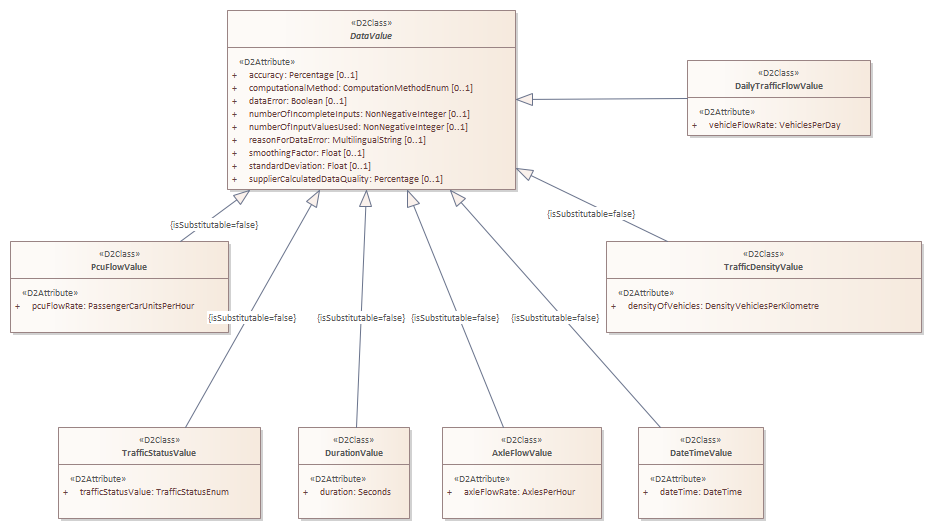 «D2Class»
DataValue
«D2Attribute»
+ accuracy: Percentage [0..1]
+ computationalMethod: ComputationMethodEnum [0..1]
+ dataError: Boolean [0..1]
+ numberOfIncompleteInputs: NonNegativeInteger [0..1]
+ numberOfInputValuesUsed: NonNegativeInteger [0..1]
+ reasonForDataError: MultilingualString [0..1]
+ smoothingFactor: Float [0..1]
+ standardDeviation: Float [0..1]
+ supplierCalculatedDataQuality: Percentage [0..1]
«D2Class»
DailyTrafficFlowValue
«D2Attribute»
+ vehicleFlowRate: VehiclesPerDay
{isSubstitutable=false}
{isSubstitutable=false}
«D2Class»
PcuFlowValue
«D2Attribute»
+ pcuFlowRate: PassengerCarUnitsPerHour
«D2Class»
TrafficDensityValue
«D2Attribute»
+ densityOfVehicles: DensityVehiclesPerKilometre
{isSubstitutable=false}
{isSubstitutable=false}
{isSubstitutable=false}
{isSubstitutable=false}
«D2Class»
TrafficStatusValue
«D2Attribute»
+ trafficStatusValue: TrafficStatusEnum
«D2Class»
DurationValue
«D2Attribute»
+ duration: Seconds
«D2Class»
AxleFlowValue
«D2Attribute»
+ axleFlowRate: AxlesPerHour
«D2Class»
DateTimeValue
«D2Attribute»
+ dateTime: DateTime